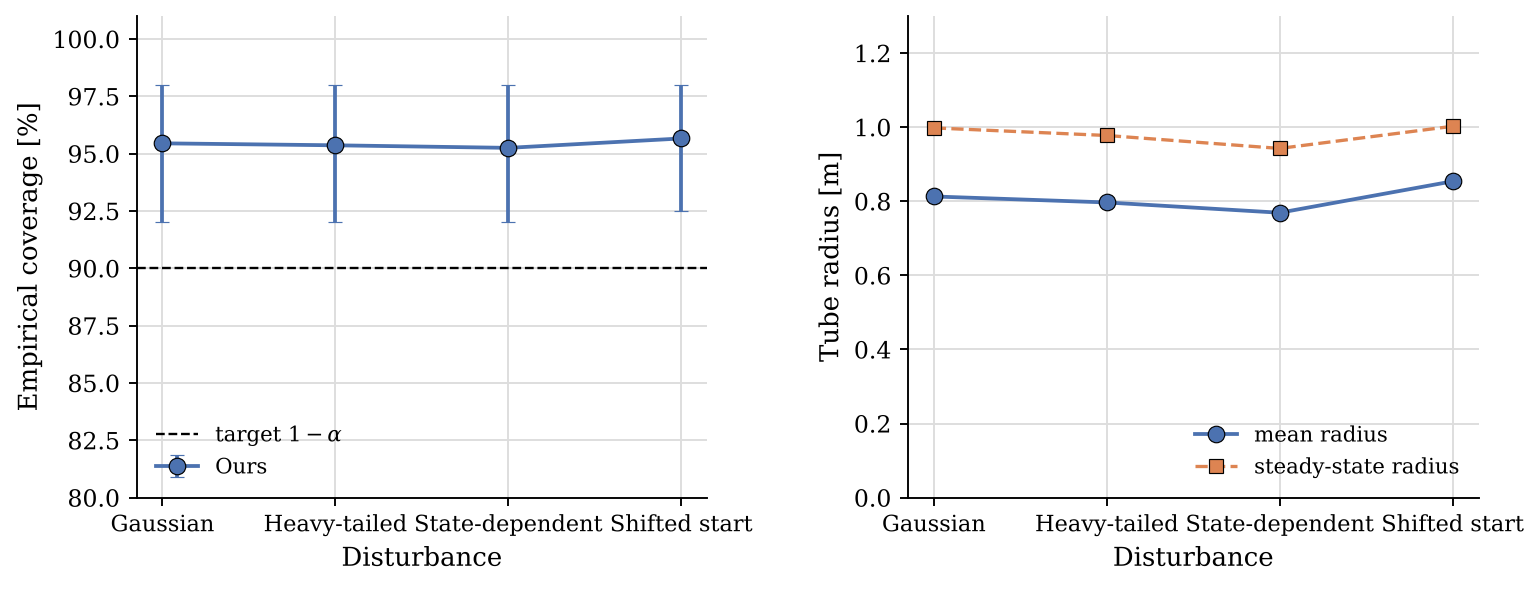 Empirical coverage [%]
100.0
97.5
95.0
92.5
90.0
87.5
85.0
82.5
80.0
target 1 − α
Ours
Gaussian Heavy-tailed State-dependent Shifted start
Disturbance
Tube radius [m]
1.2
1.0
0.8
0.6
0.4
0.2
0.0
mean radius
steady-state radius
Gaussian Heavy-tailed State-dependent Shifted start
Disturbance